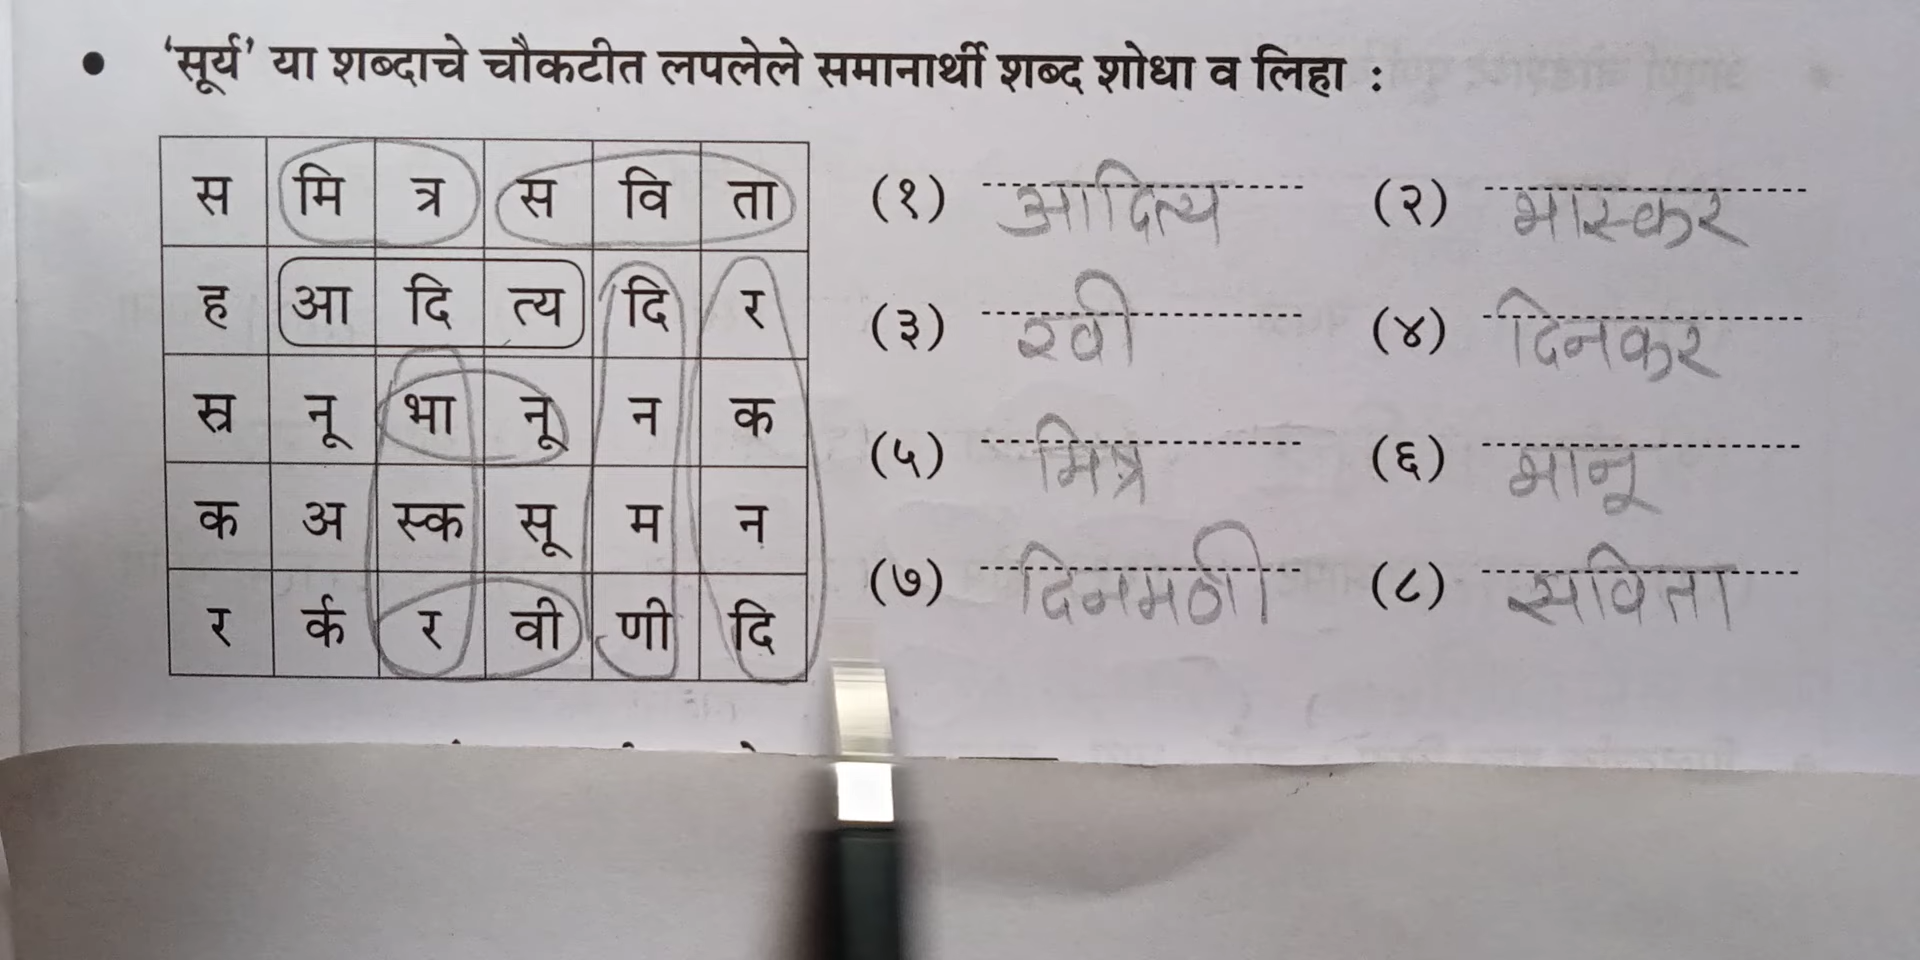 • 'सूर्य' या शब्दाचे चौकटीत लपलेले समानार्थी शब्द शोधा व लिहा :
स मि त्र स वि ता
ह आ दि त्य दि र
स्र नू भा नू न क
क अ स्क सू म न
र र्क र वी णी दि
(१) आदित्य (२) भास्कर
(३) रवी (४) दिनकर
(५) मित्र (६) भानू
(७) दिनमणी (८) सविता